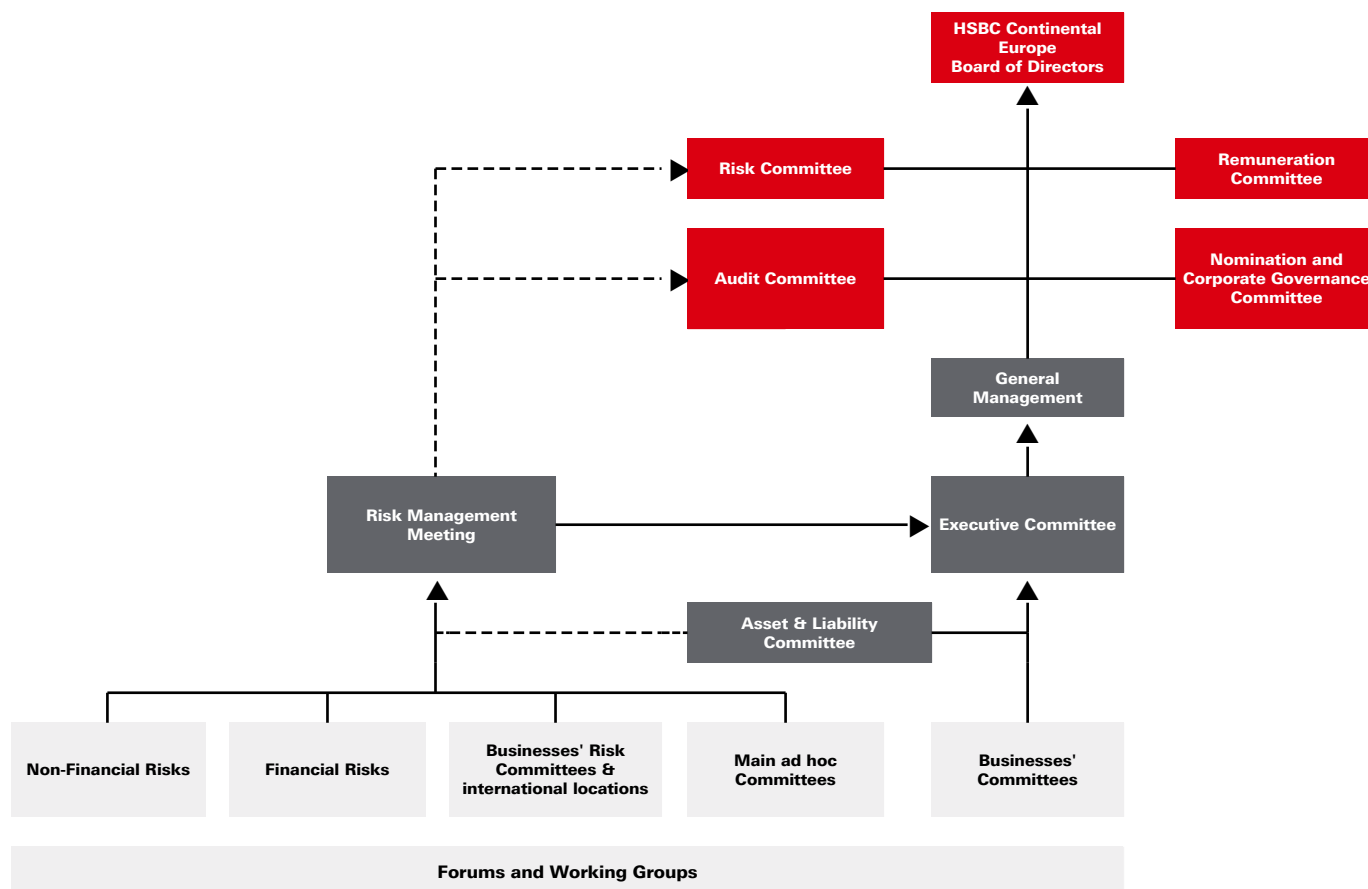 HSBC Continental
Europe
Board of Directors
Risk Committee
Remuneration
Committee
Audit Committee
Nomination and
Corporate Governance
Committee
General
Management
Risk Management
Meeting
Executive Committee
Asset & Liability
Committee
Non-Financial Risks
Financial Risks
Businesses' Risk
Committees &
international locations
Main ad hoc
Committees
Businesses'
Committees
Forums and Working Groups